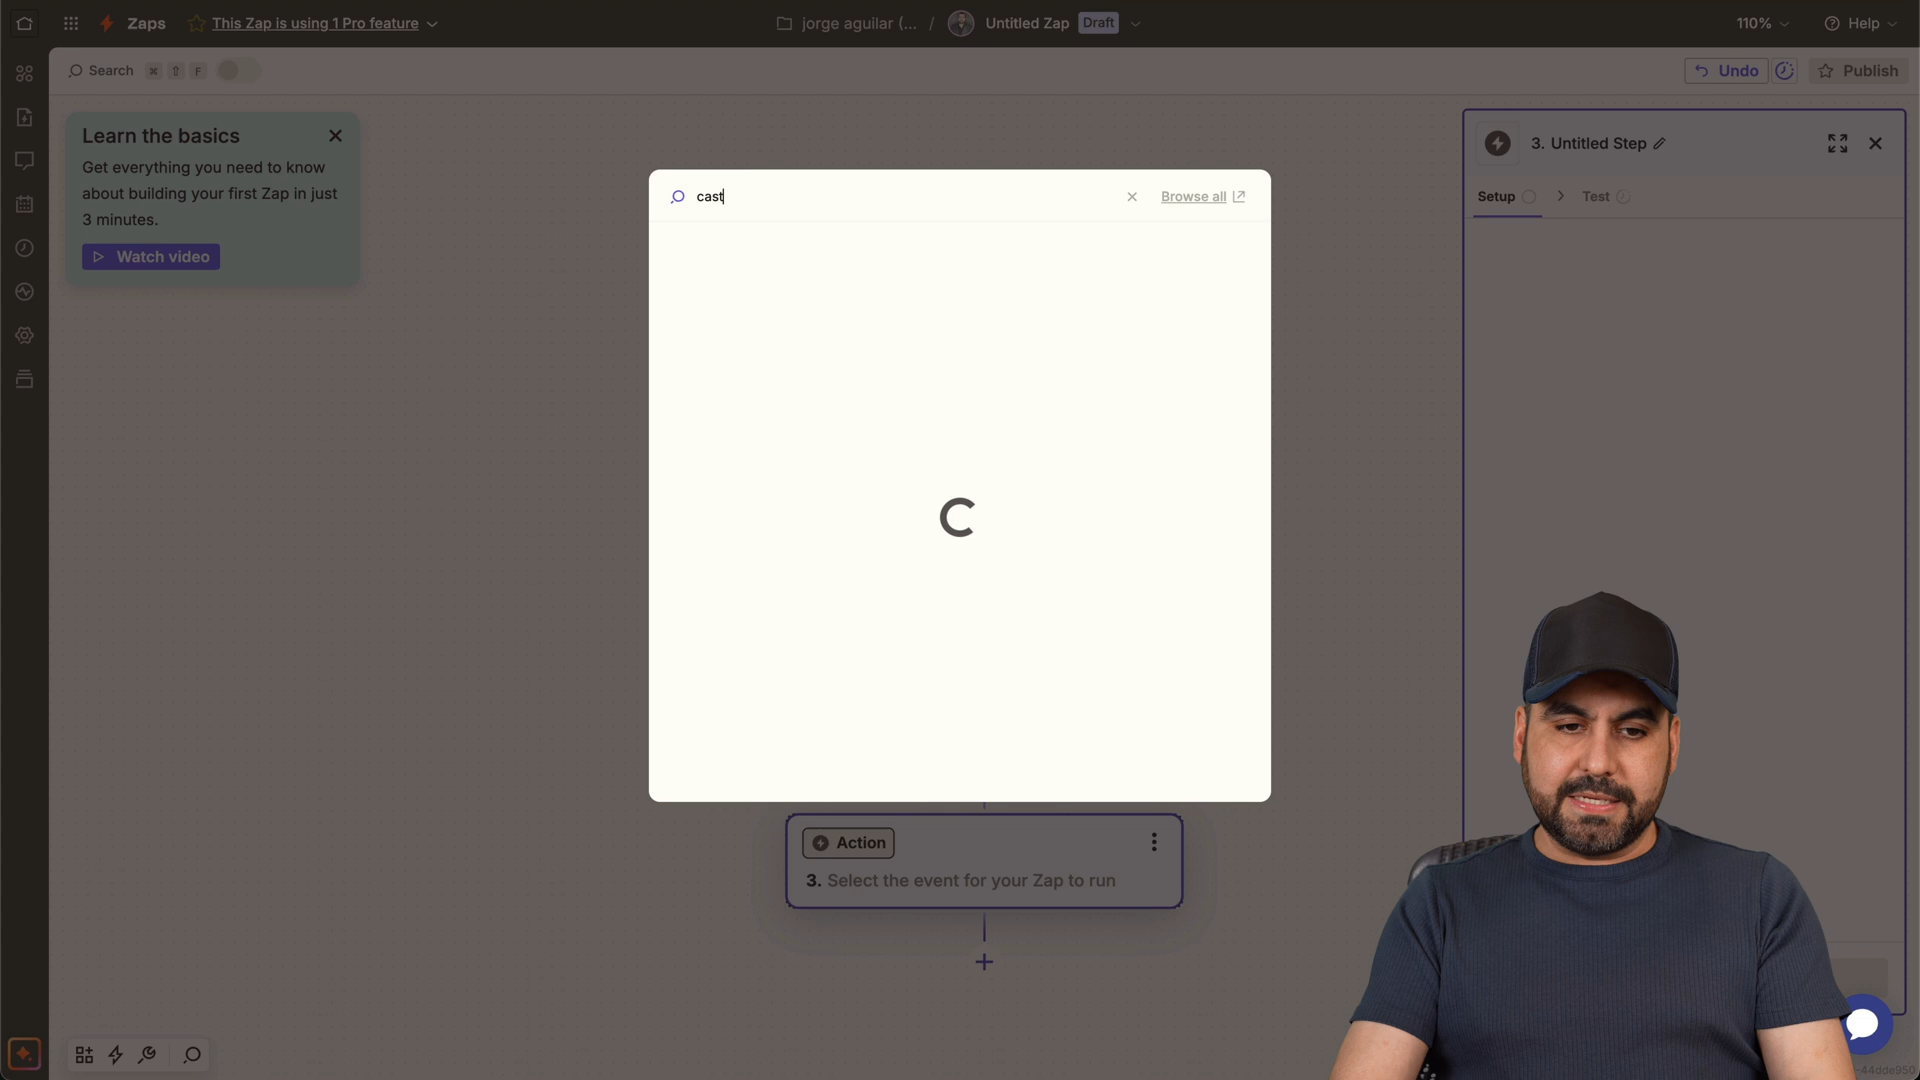 Zaps
This Zap is using 1 Pro feature
jorge aguilar (...
/
Untitled Zap
Draft
110%
Help
Search
⌘ ⇧ F
Undo
Publish
Learn the basics
Get everything you need to know
about building your first Zap in just
3 minutes.
Watch video
cast
Browse all
3. Untitled Step
Setup
Test
Action
3. Select the event for your Zap to run
-44dde950